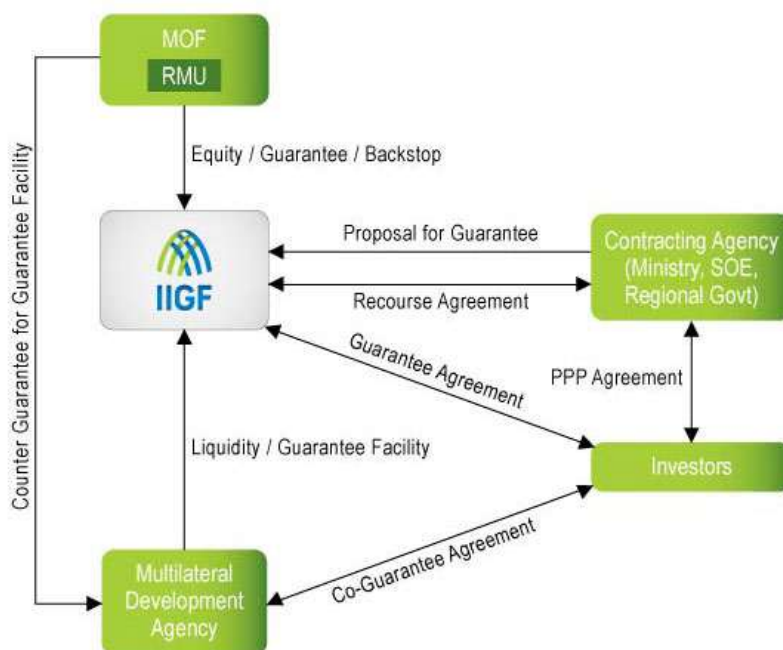 MOF
RMU
Equity / Guarantee / Backstop
Counter Guarantee for Guarantee Facility
IIGF
Proposal for Guarantee
Recourse Agreement
Contracting Agency
(Ministry, SOE,
Regional Govt)
Guarantee Agreement
PPP Agreement
Liquidity / Guarantee Facility
Investors
Co-Guarantee Agreement
Multilateral
Development
Agency